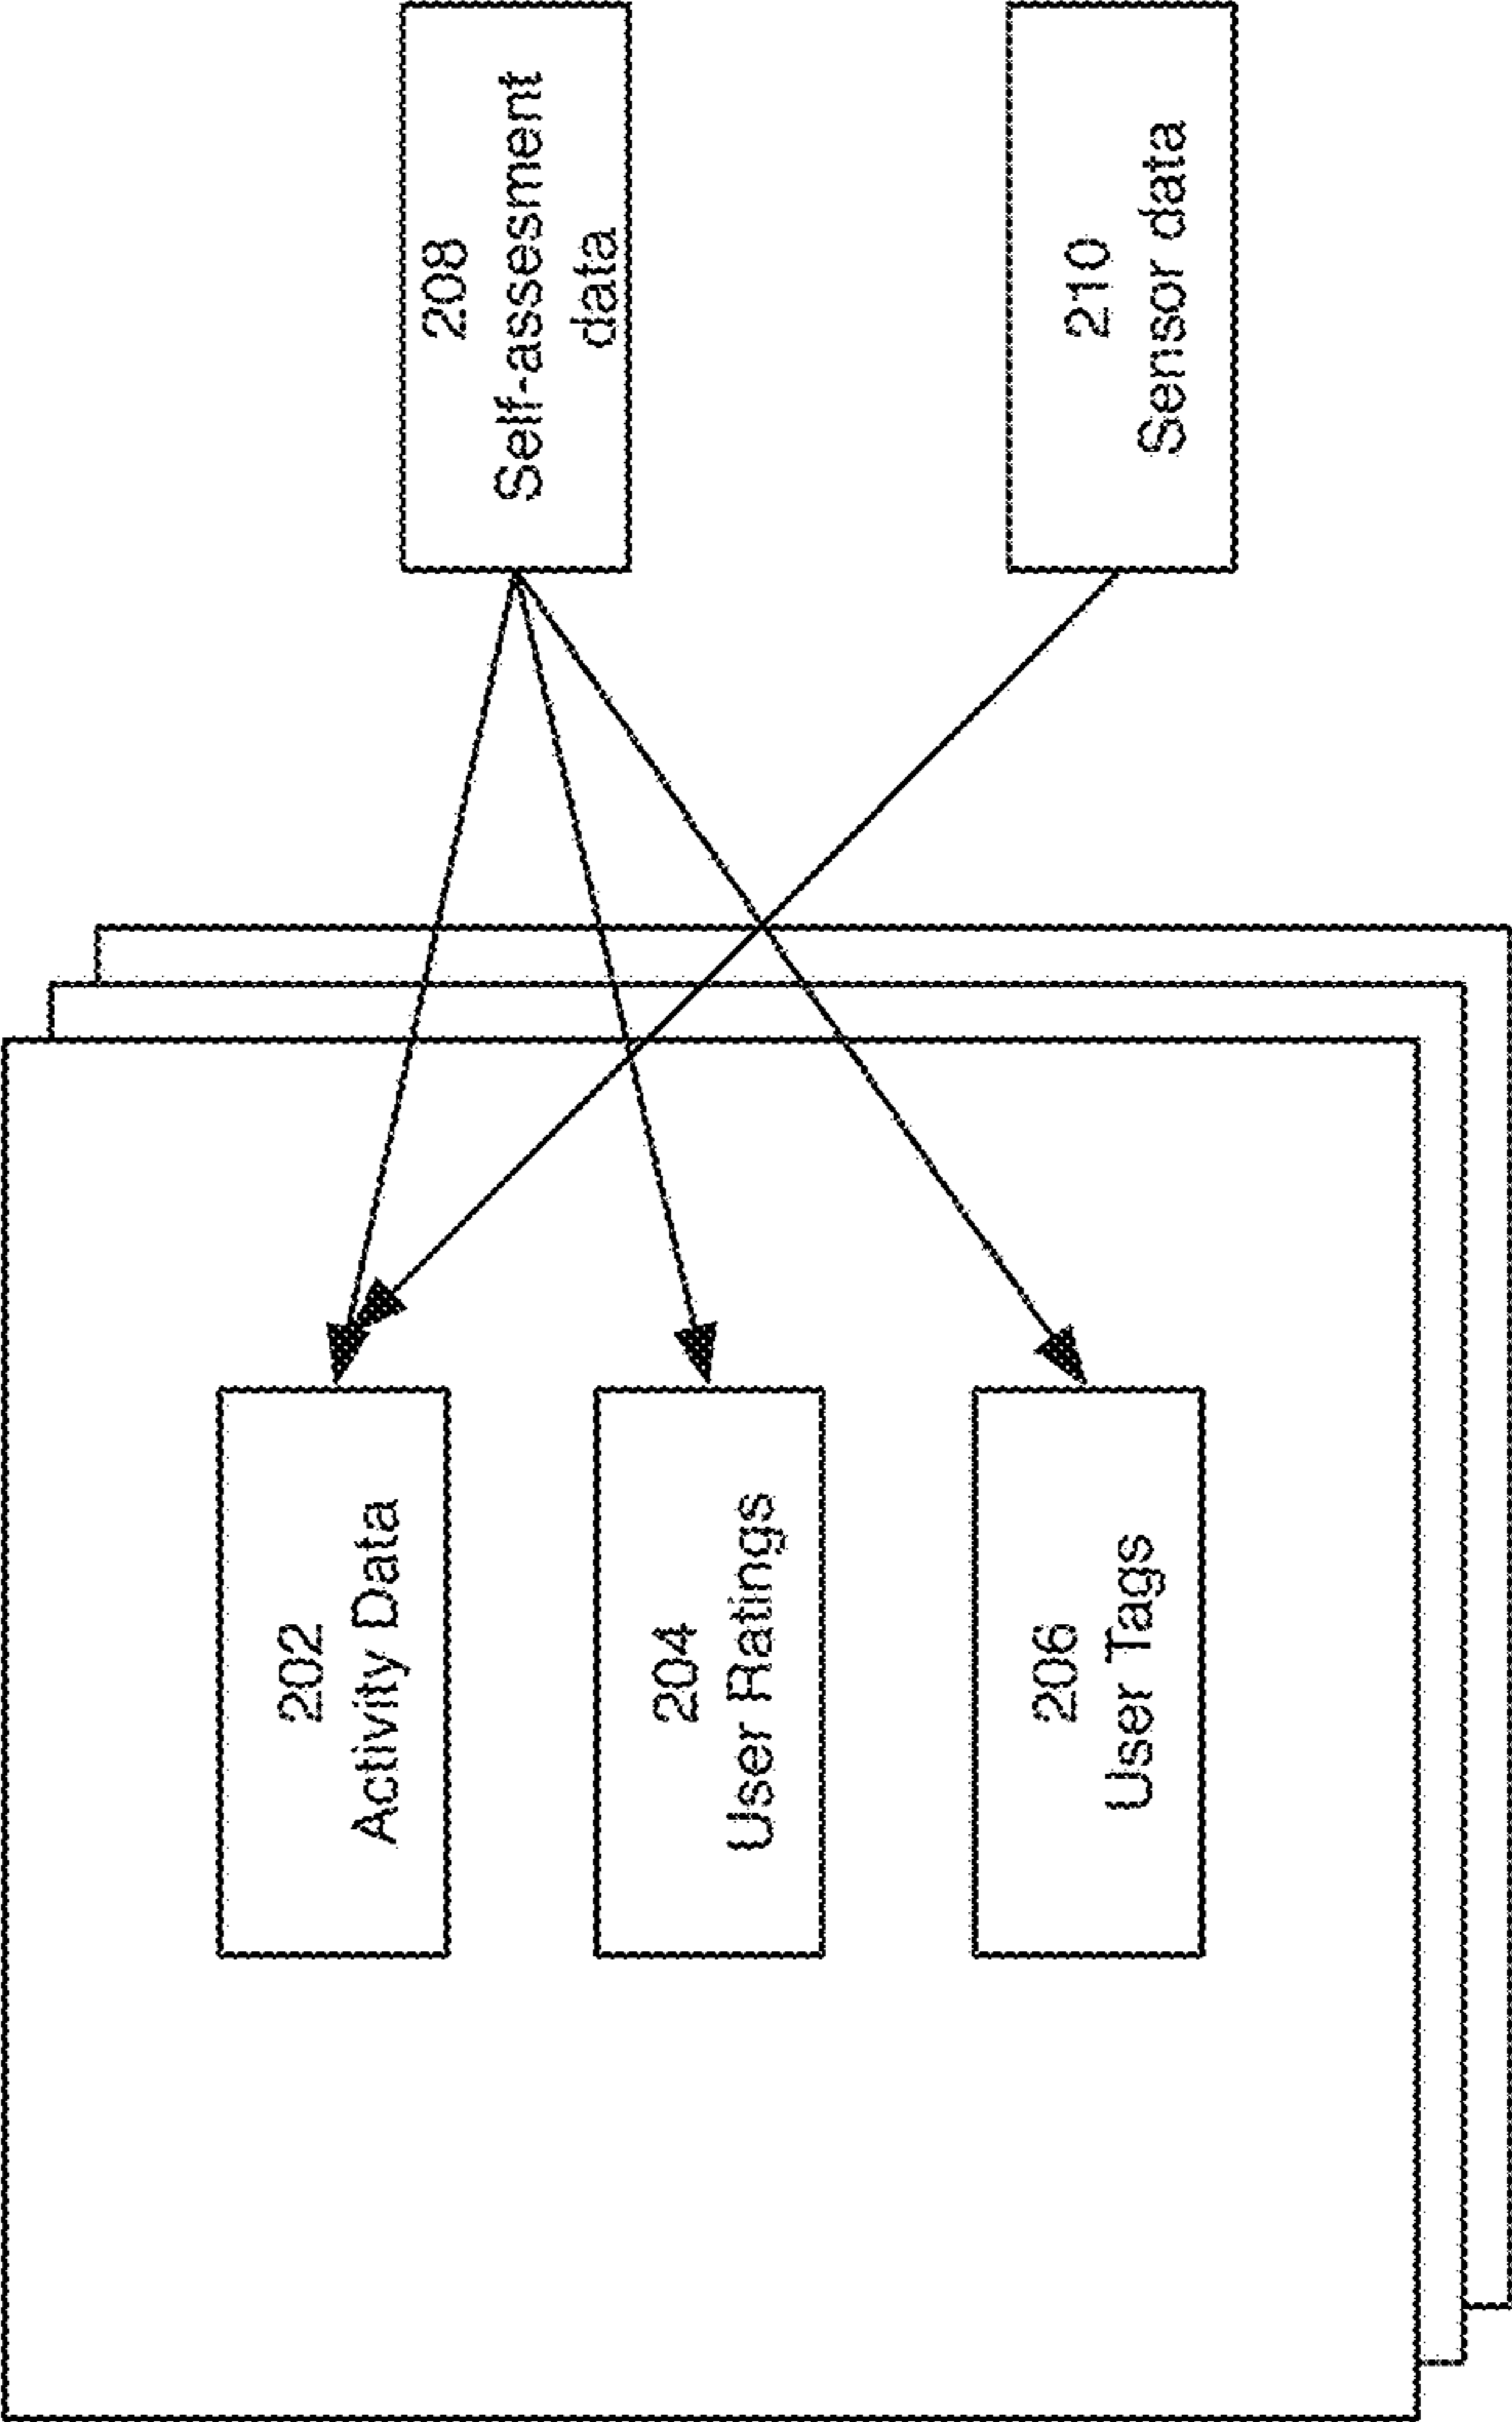 202
Activity Data
204
User Ratings
206
User Tags
208
Self-assesment
data
210
Sensor data